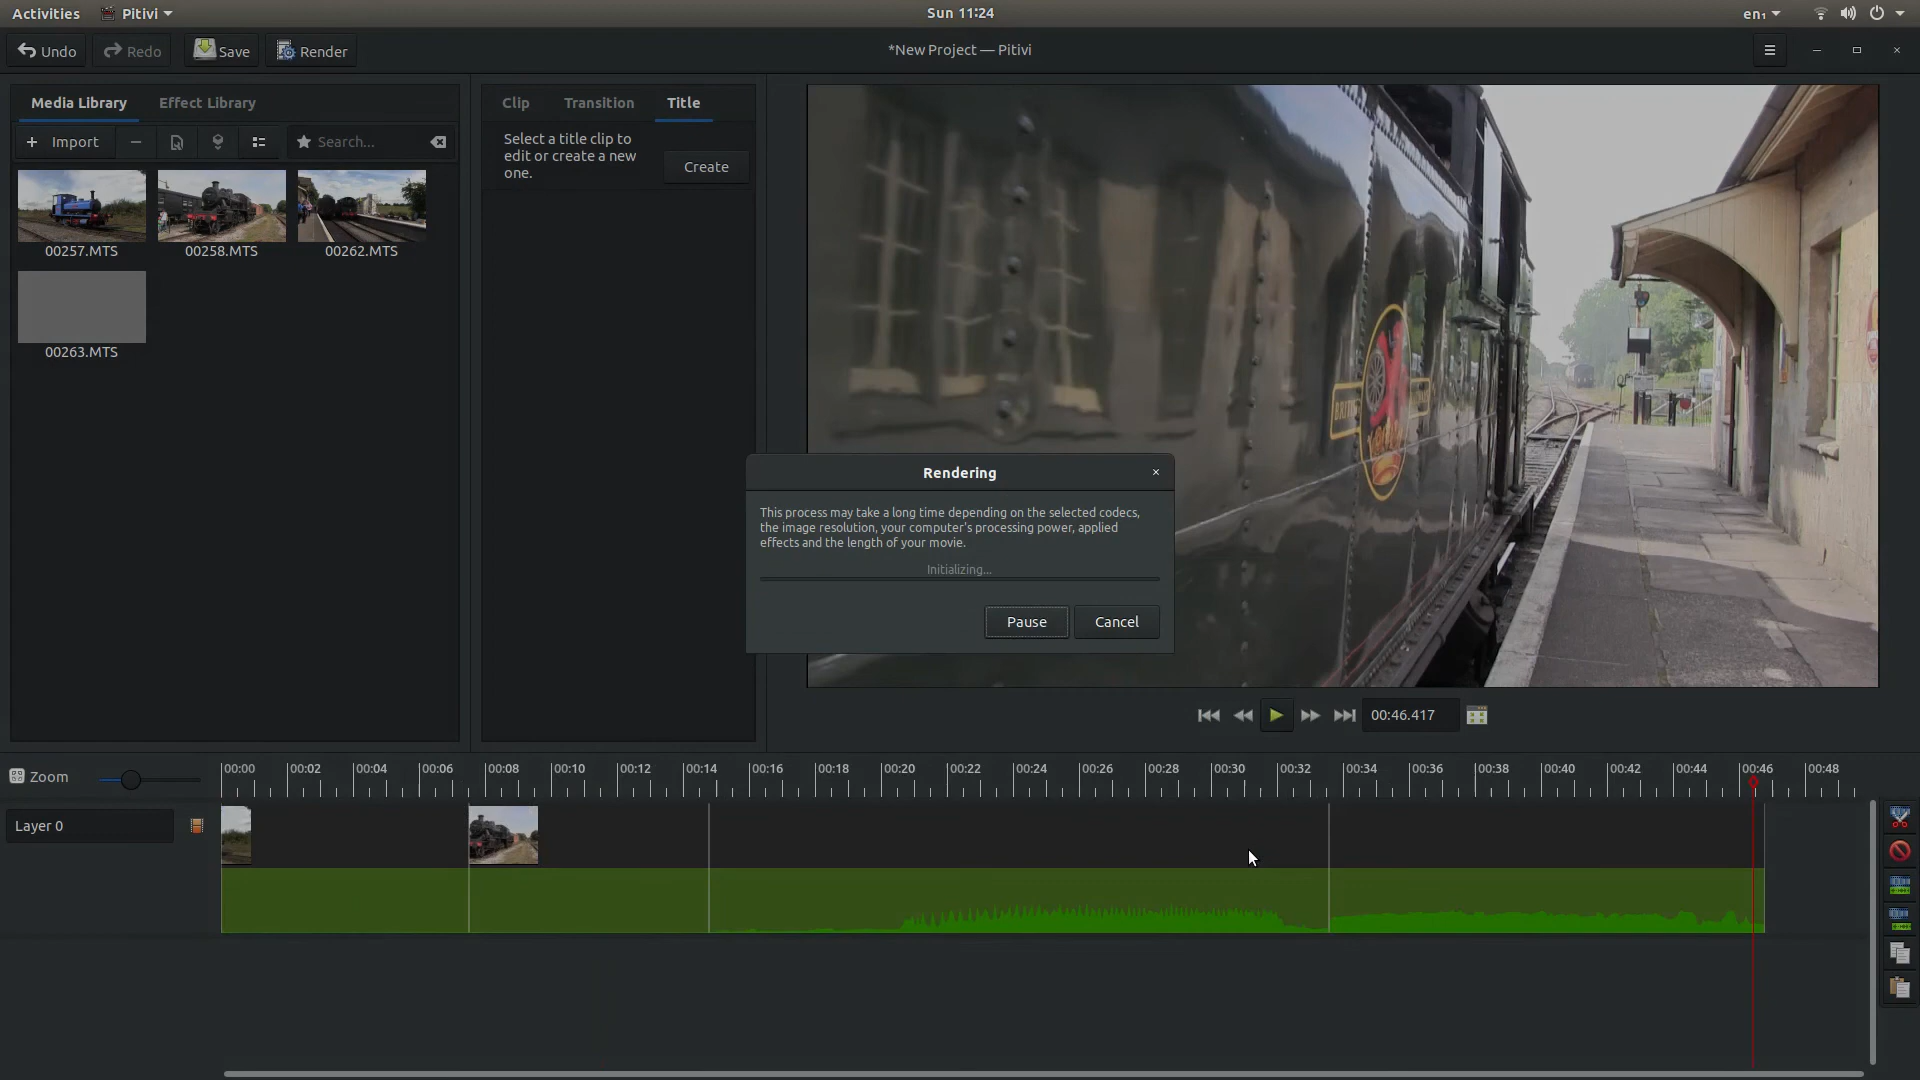 Activities Pitivi Sun 11:24 en₁
Undo Redo Save Render *New Project — Pitivi
Media Library Effect Library
Import Search...
00257.MTS 00258.MTS 00262.MTS
00263.MTS
Clip Transition Title
Select a title clip to
edit or create a new
one.
Create
Rendering
This process may take a long time depending on the selected codecs,
the image resolution, your computer's processing power, applied
effects and the length of your movie.
Initializing...
Pause Cancel
00:46.417
Zoom
00:00 00:02 00:04 00:06 00:08 00:10 00:12 00:14 00:16 00:18 00:20 00:22 00:24 00:26 00:28 00:30 00:32 00:34 00:36 00:38 00:40 00:42 00:44 00:46 00:48
Layer 0